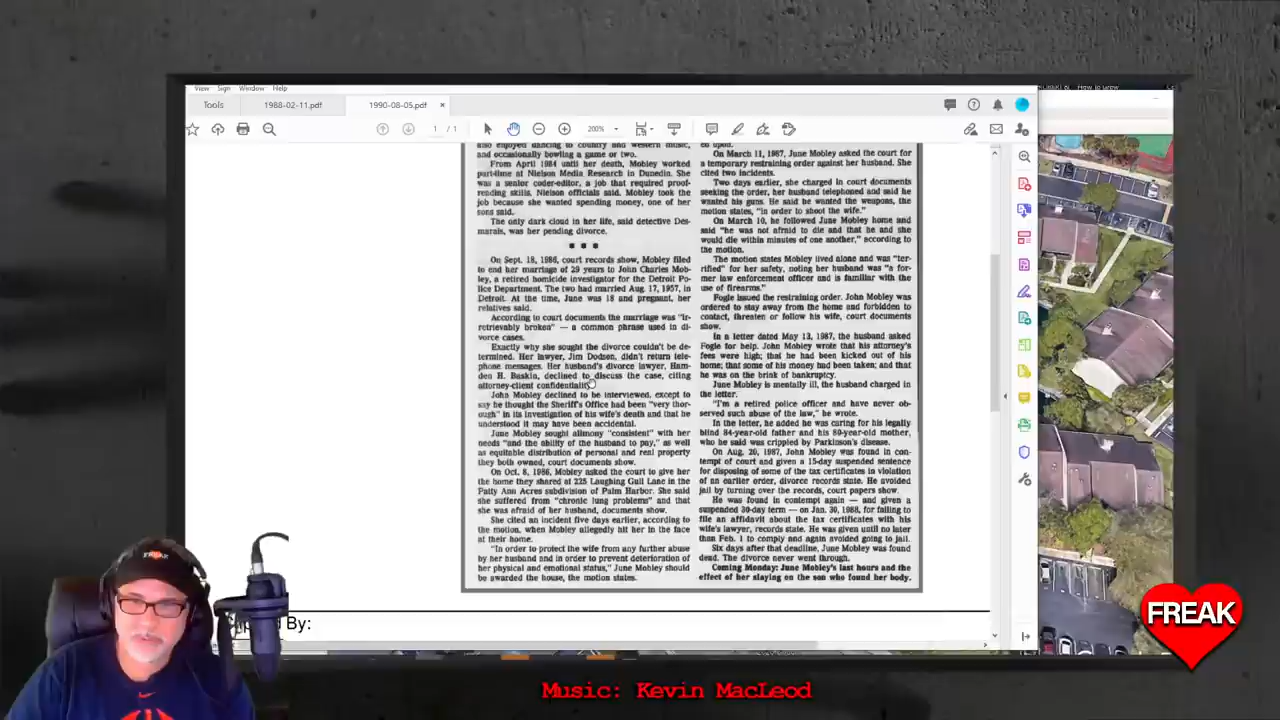 View Sign Window Help
Tools 1988-02-11.pdf 1990-08-05.pdf ×
1 / 1 200%
also enjoyed dancing to country and western music,
and occasionally bowling a game or two.
From April 1984 until her death, Mobley worked
part-time at Nielson Media Research in Dunedin. She
was a senior coder-editor, a job that required proof-
reading skills, Nielson officials said. Mobley took the
job because she wanted spending money, one of her
sons said.
The only dark cloud in her life, said detective Des-
marais, was her pending divorce.
On Sept. 18, 1986, court records show, Mobley filed
to end her marriage of 29 years to John Charles Mob-
ley, a retired homicide investigator for the Detroit Po-
lice Department. The two had married Aug. 17, 1957, in
Detroit. At the time, June was 18 and pregnant, her
relatives said.
According to court documents the marriage was "ir-
retrievably broken" — a common phrase used in di-
vorce cases.
Exactly why she sought the divorce couldn't be de-
termined. Her lawyer, Jim Dodson, didn't return tele-
phone messages. Her husband's divorce lawyer, Ham-
den H. Baskin, declined to discuss the case, citing
attorney-client confidentiality.
John Mobley declined to be interviewed, except to
say he thought the Sheriff's Office had been "very thor-
ough" in its investigation of his wife's death and that he
understood it may have been accidental.
June Mobley sought alimony "consistent" with her
needs "and the ability of the husband to pay," as well
as equitable distribution of personal and real property
they both owned, court documents show.
On Oct. 8, 1986, Mobley asked the court to give her
the home they shared at 225 Laughing Gull Lane in the
Patty Ann Acres subdivision of Palm Harbor. She said
she suffered from "chronic lung problems" and that
she was afraid of her husband, documents show.
She cited an incident five days earlier, according to
the motion, when Mobley allegedly hit her in the face
at their home.
"In order to protect the wife from any further abuse
by her husband and in order to prevent deterioration of
her physical and emotional status," June Mobley should
be awarded the house, the motion states.
ed upon.
On March 11, 1987, June Mobley asked the court for
a temporary restraining order against her husband. She
cited two incidents.
Two days earlier, she charged in court documents
seeking the order, her husband telephoned and said he
wanted his guns. He said he wanted the weapons, the
motion states, "in order to shoot the wife."
On March 10, he followed June Mobley home and
said "he was not afraid to die and that he and she
would die within minutes of one another," according to
the motion.
The motion states Mobley lived alone and was "ter-
rified" for her safety, noting her husband was "a for-
mer law enforcement officer and is familiar with the
use of firearms."
Fogle issued the restraining order. John Mobley was
ordered to stay away from the home and forbidden to
contact, threaten or follow his wife, court documents
show.
In a letter dated May 13, 1987, the husband asked
Fogle for help. John Mobley wrote that his attorney's
fees were high; that he had been kicked out of his
home; that some of his money had been taken; and that
he was on the brink of bankruptcy.
June Mobley is mentally ill, the husband charged in
the letter.
"I'm a retired police officer and have never ob-
served such abuse of the law," he wrote.
In the letter, he added he was caring for his legally
blind 84-year-old father and his 80-year-old mother,
who he said was crippled by Parkinson's disease.
On Aug. 20, 1987, John Mobley was found in con-
tempt of court and given a 15-day suspended sentence
for disposing of some of the tax certificates in violation
of an earlier order, divorce records state. He avoided
jail by turning over the records, court papers show.
He was found in contempt again — and given a
suspended 30-day term — on Jan. 30, 1988, for failing to
file an affidavit about the tax certificates with his
wife's lawyer, records state. He was given until no later
than Feb. 1 to comply and again avoided going to jail.
Six days after that deadline, June Mobley was found
dead. The divorce never went through.
Coming Monday: June Mobley's last hours and the
effect of her slaying on the son who found her body.
By:
FREAK
FREAK
Music: Kevin MacLeod